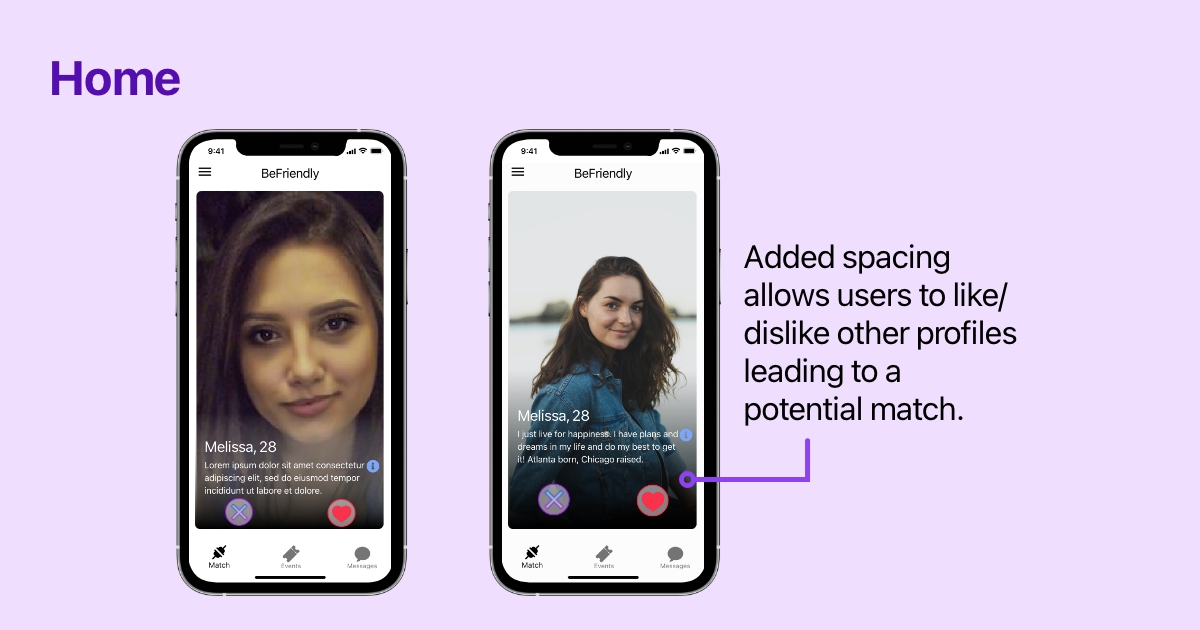 Home
9:41
BeFriendly
Melissa, 28
Lorem ipsum dolor sit amet consectetur
adipiscing elit, sed do eiusmod tempor
incididunt ut labore et dolore.
Match
Events
Messages
9:41
BeFriendly
Melissa, 28
I just live for happiness. I have plans and
dreams in my life and do my best to get
it! Atlanta born, Chicago raised.
Match
Events
Messages
Added spacing
allows users to like/
dislike other profiles
leading to a
potential match.